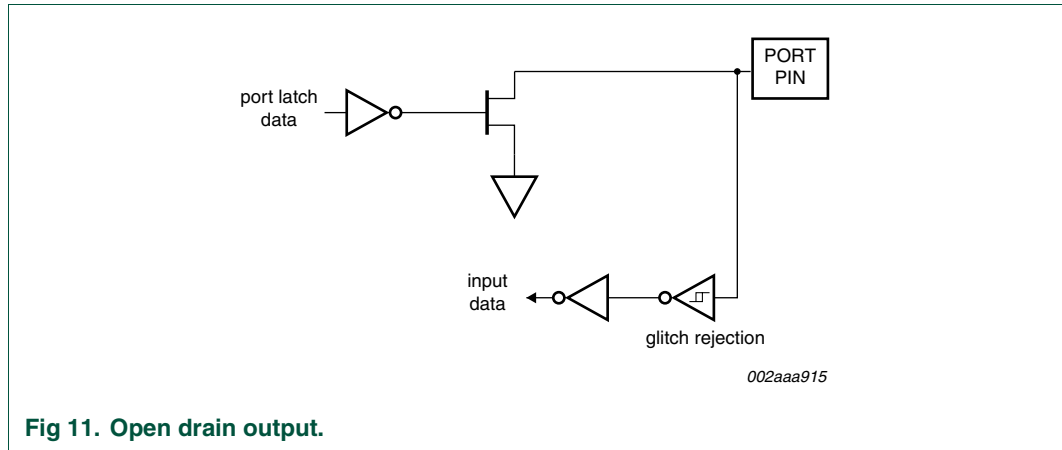 port latch
data
PORT
PIN
input
data
glitch rejection
002aaa915
Fig 11. Open drain output.